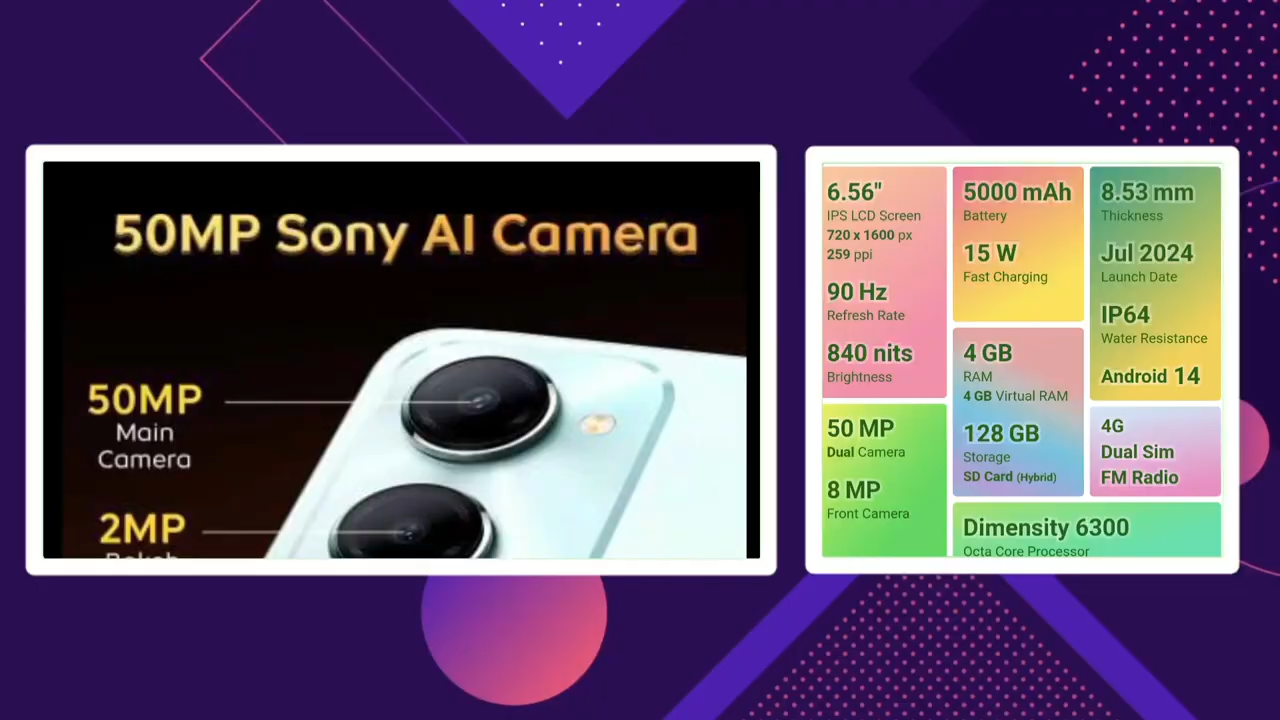 50MP Sony AI Camera
50MP
Main
Camera
2MP
Bokeh
6.56"
IPS LCD Screen
720 x 1600 px
259 ppi
90 Hz
Refresh Rate
840 nits
Brightness
50 MP
Dual Camera
8 MP
Front Camera
5000 mAh
Battery
15 W
Fast Charging
4 GB
RAM
4 GB Virtual RAM
128 GB
Storage
SD Card (Hybrid)
8.53 mm
Thickness
Jul 2024
Launch Date
IP64
Water Resistance
Android 14
4G
Dual Sim
FM Radio
Dimensity 6300
Octa Core Processor